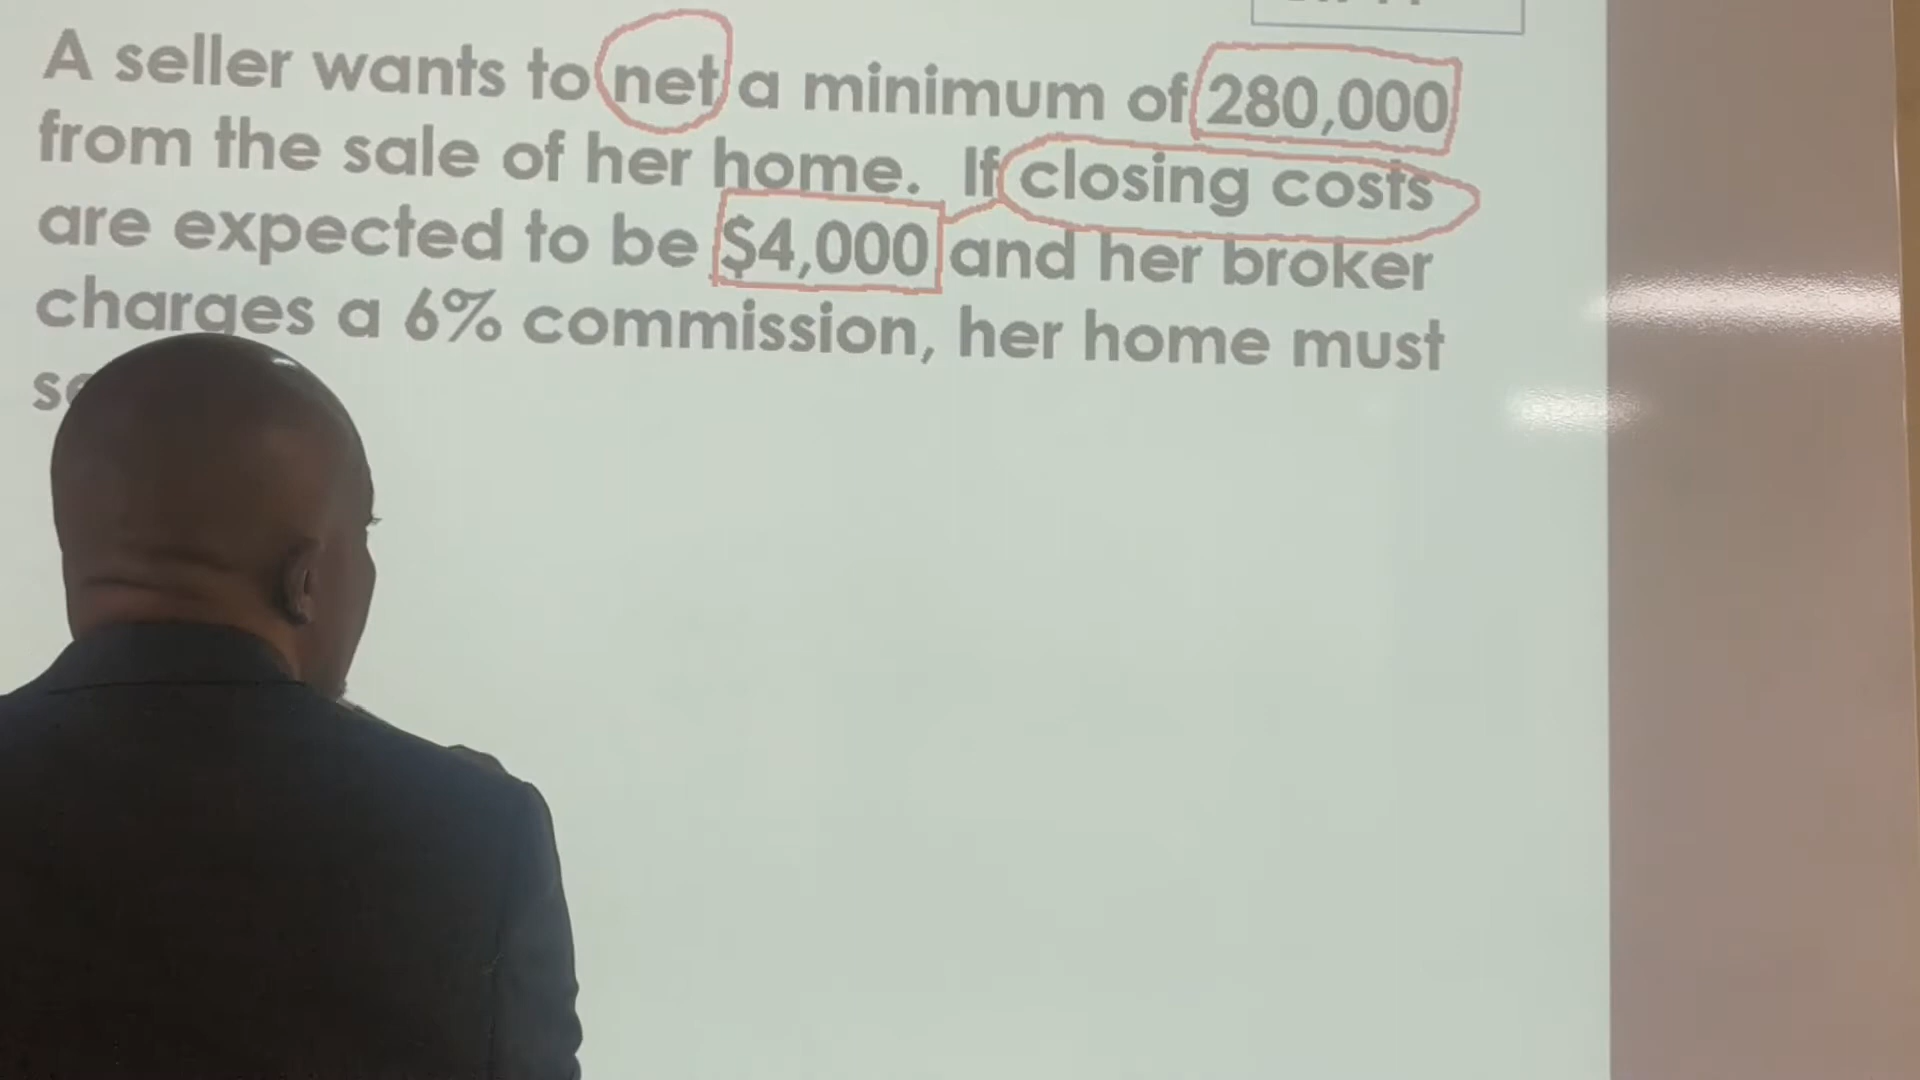 A seller wants to net a minimum of 280,000
from the sale of her home. If closing costs
are expected to be $4,000 and her broker
charges a 6% commission, her home must